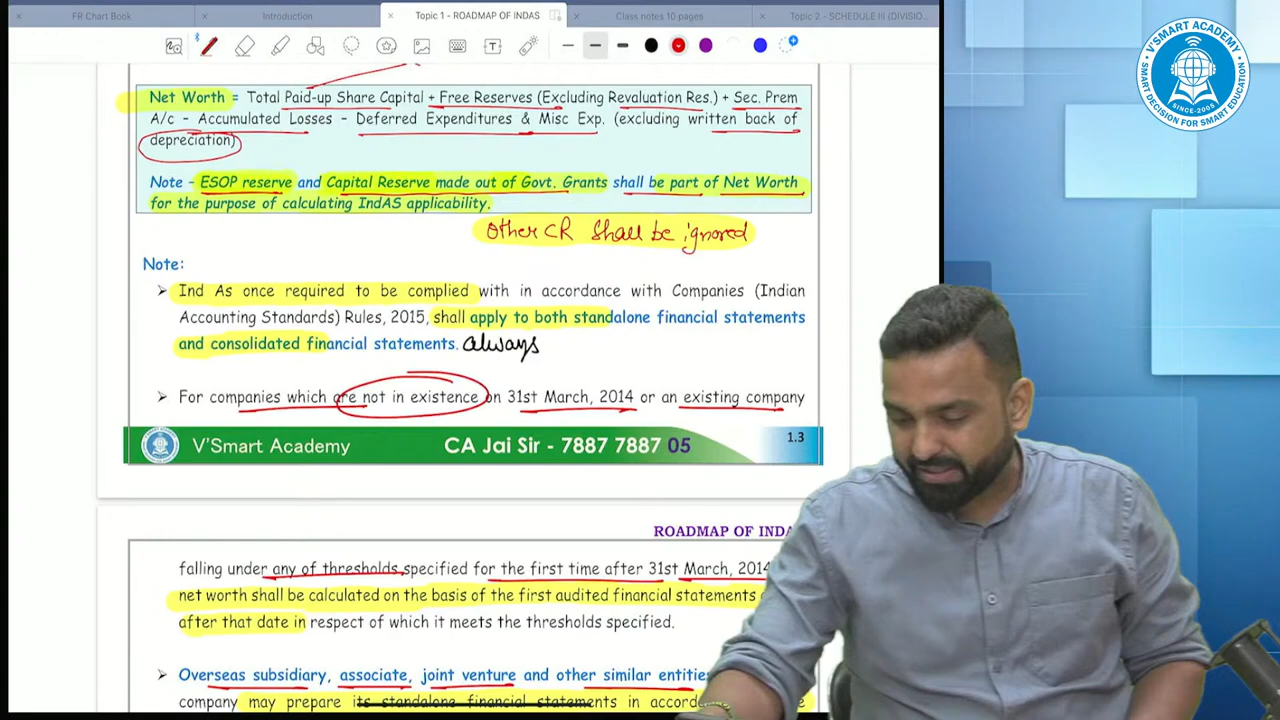 FR Chart Book
Introduction
Topic 1 - ROADMAP OF INDAS
Class notes 10 pages
Topic 2 - SCHEDULE III (DIVISIO...
V'SMART ACADEMY
SINCE-2005
SMART DECISION FOR SMART EDUCATION
Net Worth = Total Paid-up Share Capital + Free Reserves (Excluding Revaluation Res.) + Sec. Prem
A/c - Accumulated Losses - Deferred Expenditures & Misc Exp. (excluding written back of
depreciation)
Note - ESOP reserve and Capital Reserve made out of Govt. Grants shall be part of Net Worth
for the purpose of calculating IndAS applicability.
Other CR Shall be ignored
Note:
➤ Ind As once required to be complied with in accordance with Companies (Indian
Accounting Standards) Rules, 2015, shall apply to both standalone financial statements
and consolidated financial statements. always
➤ For companies which are not in existence on 31st March, 2014 or an existing company
V'Smart Academy CA Jai Sir - 7887 7887 05 1.3
ROADMAP OF INDA
falling under any of thresholds specified for the first time after 31st March, 2014
net worth shall be calculated on the basis of the first audited financial statements
after that date in respect of which it meets the thresholds specified.
➤ Overseas subsidiary, associate, joint venture and other similar entities
company may prepare its standalone financial statements in accord